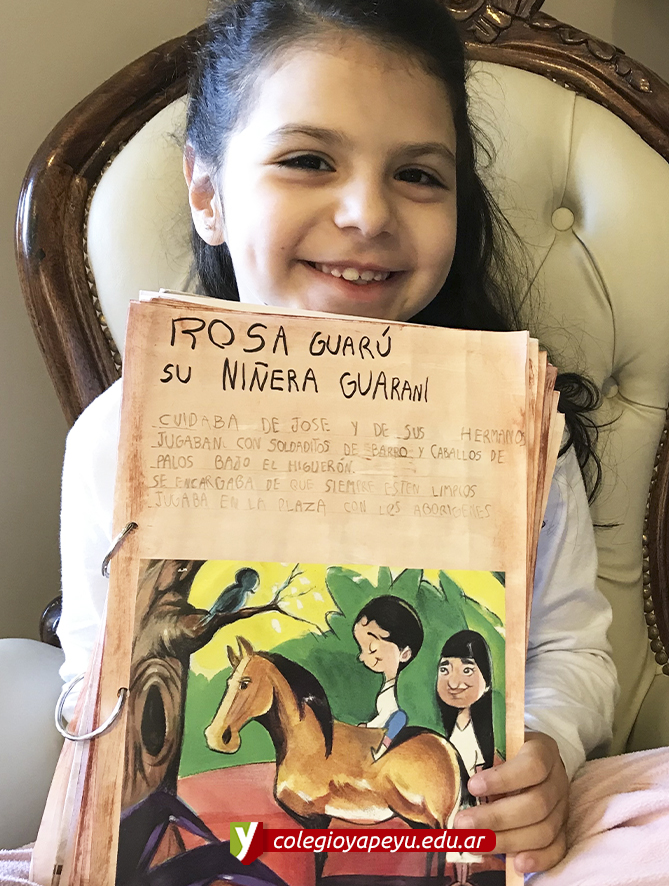 ROSA GUARÚ
SU NIÑERA GUARANÍ
CUIDABA DE JOSE Y DE SUS HERMANOS
JUGABAN CON SOLDADITOS DE BARRO Y CABALLOS DE
PALOS BAJO EL HIGUERÓN.
SE ENCARGABA DE QUE SIEMPRE ESTEN LIMPIOS
JUGABA EN LA PLAZA CON LOS ABORIGENES
y colegioyapeyu.edu.ar